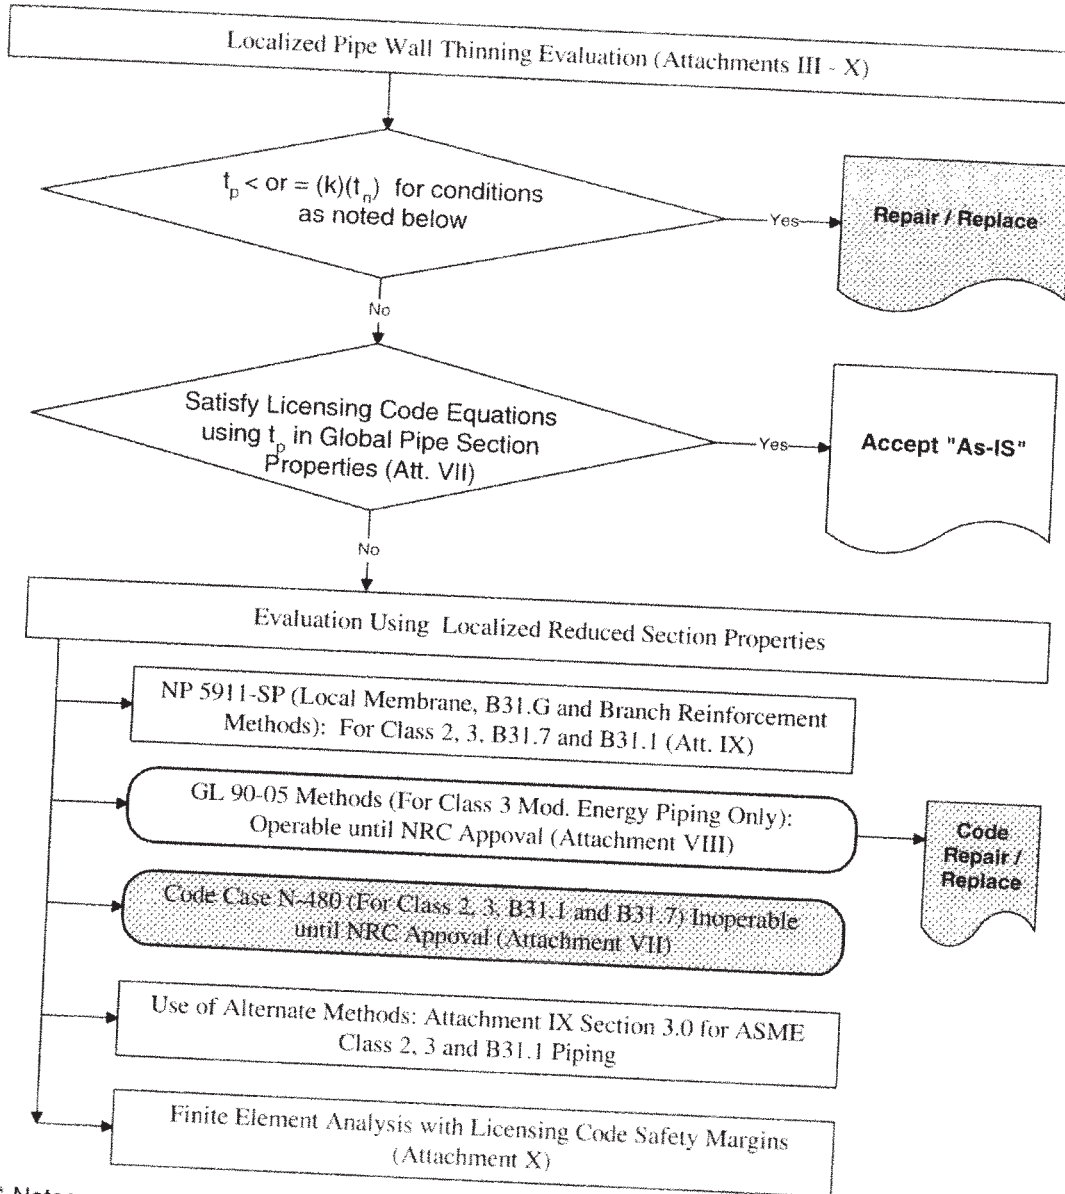 Localized Pipe Wall Thinning Evaluation (Attachments III - X)
tp < or = (k)(tn) for conditions
as noted below
Yes
Repair / Replace
No
Satisfy Licensing Code Equations
using tp in Global Pipe Section
Properties (Att. VII)
Yes
Accept "As-IS"
No
Evaluation Using Localized Reduced Section Properties
NP 5911-SP (Local Membrane, B31.G and Branch Reinforcement
Methods): For Class 2, 3, B31.7 and B31.1 (Att. IX)
GL 90-05 Methods (For Class 3 Mod. Energy Piping Only):
Operable until NRC Appoval (Attachment VIII)
Code
Repair /
Replace
Code Case N-480 (For Class 2, 3, B31.1 and B31.7) Inoperable
until NRC Appoval (Attachment VII)
Use of Alternate Methods: Attachment IX Section 3.0 for ASME
Class 2, 3 and B31.1 Piping
Finite Element Analysis with Licensing Code Safety Margins
(Attachment X)